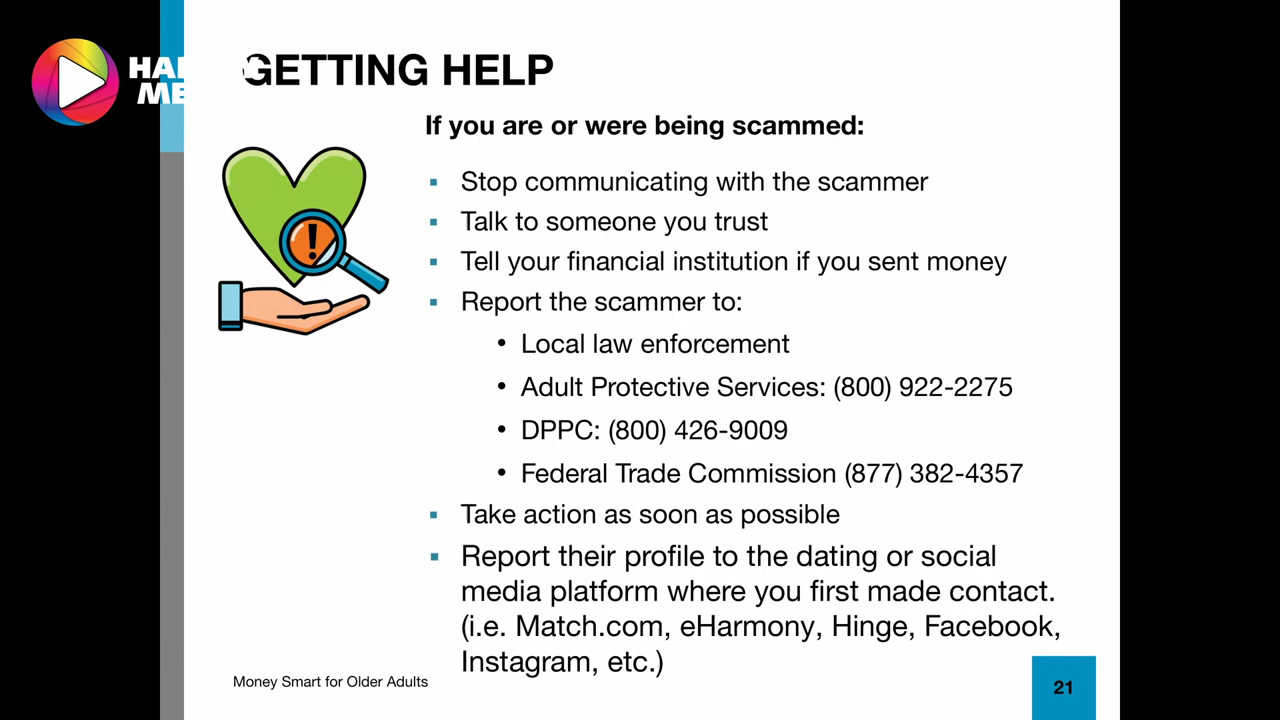 GETTING HELP
If you are or were being scammed:
▪ Stop communicating with the scammer
▪ Talk to someone you trust
▪ Tell your financial institution if you sent money
▪ Report the scammer to:
• Local law enforcement
• Adult Protective Services: (800) 922-2275
• DPPC: (800) 426-9009
• Federal Trade Commission (877) 382-4357
▪ Take action as soon as possible
▪ Report their profile to the dating or social
media platform where you first made contact.
(i.e. Match.com, eHarmony, Hinge, Facebook,
Instagram, etc.)
Money Smart for Older Adults
21